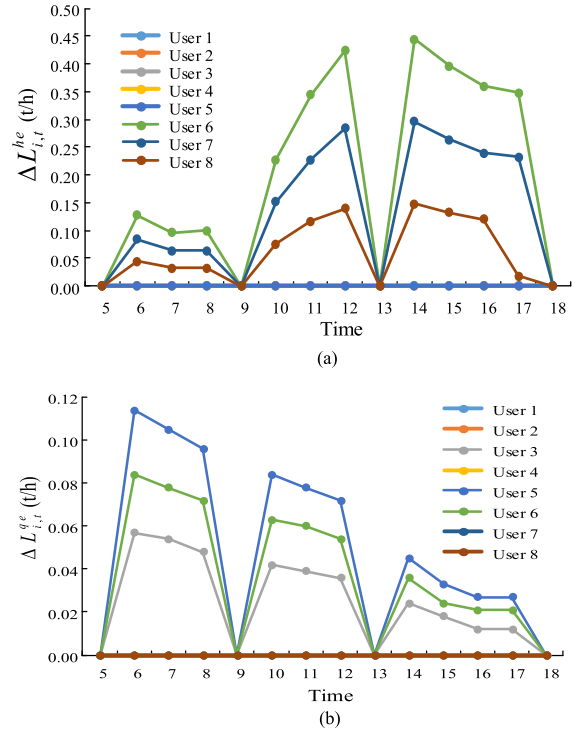 0.50
0.45
0.40
0.35
0.30
0.25
0.20
0.15
0.10
0.05
0.00
ΔL^{he}_{i,t} (t/h)
User 1
User 2
User 3
User 4
User 5
User 6
User 7
User 8
5 6 7 8 9 10 11 12 13 14 15 16 17 18
Time
(a)
0.12
0.10
0.08
0.06
0.04
0.02
0.00
Δ L^{qe}_{i,t} (t/h)
User 1
User 2
User 3
User 4
User 5
User 6
User 7
User 8
5 6 7 8 9 10 11 12 13 14 15 16 17 18
Time
(b)